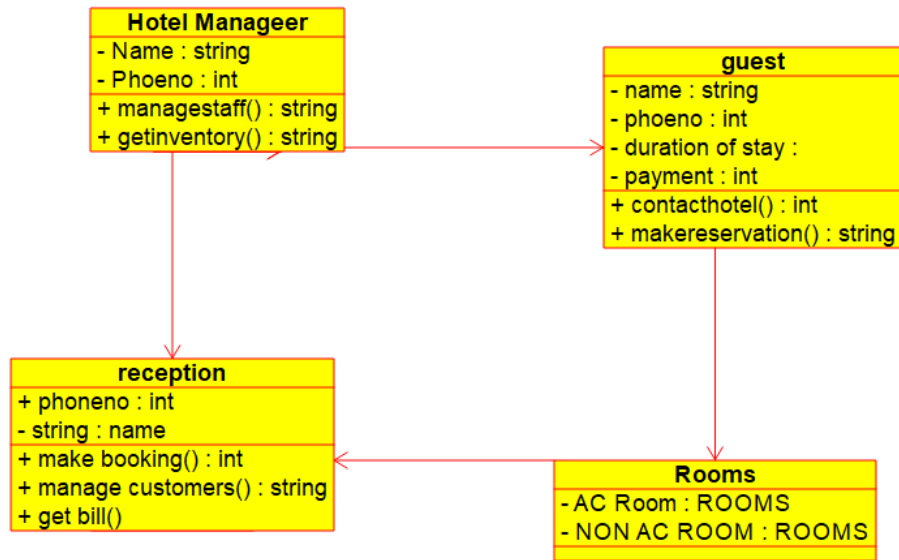 Hotel Manageer
- Name : string
- Phoeno : int
+ managestaff() : string
+ getinventory() : string
guest
- name : string
- phoeno : int
- duration of stay :
- payment : int
+ contacthotel() : int
+ makereservation() : string
reception
+ phoneno : int
- string : name
+ make booking() : int
+ manage customers() : string
+ get bill()
Rooms
- AC Room : ROOMS
- NON AC ROOM : ROOMS